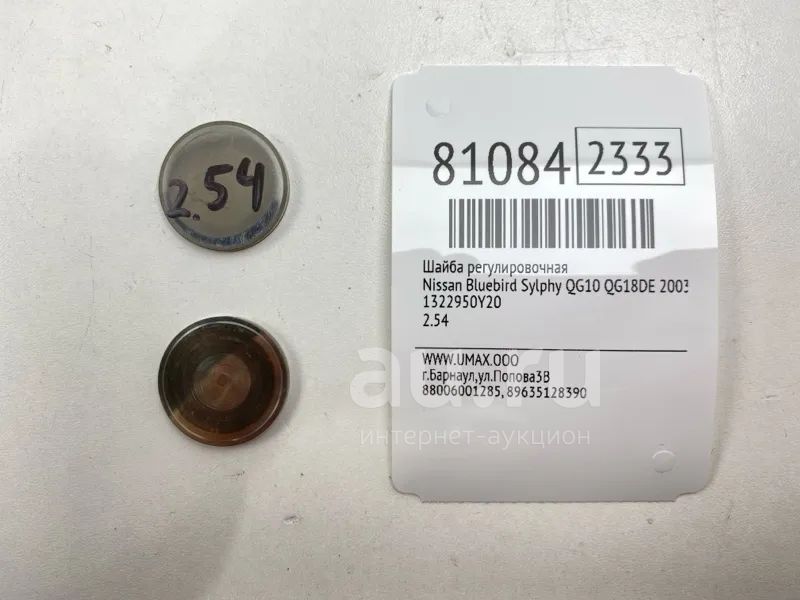 2.54
81084 2333
Шайба регулировочная
Nissan Bluebird Sylphy QG10 QG18DE 2003
1322950Y20
2.54
WWW.UMAX.OOO
г.Барнаул,ул.Попова3В
88006001285, 89635128390
au.ru
интернет-аукцион